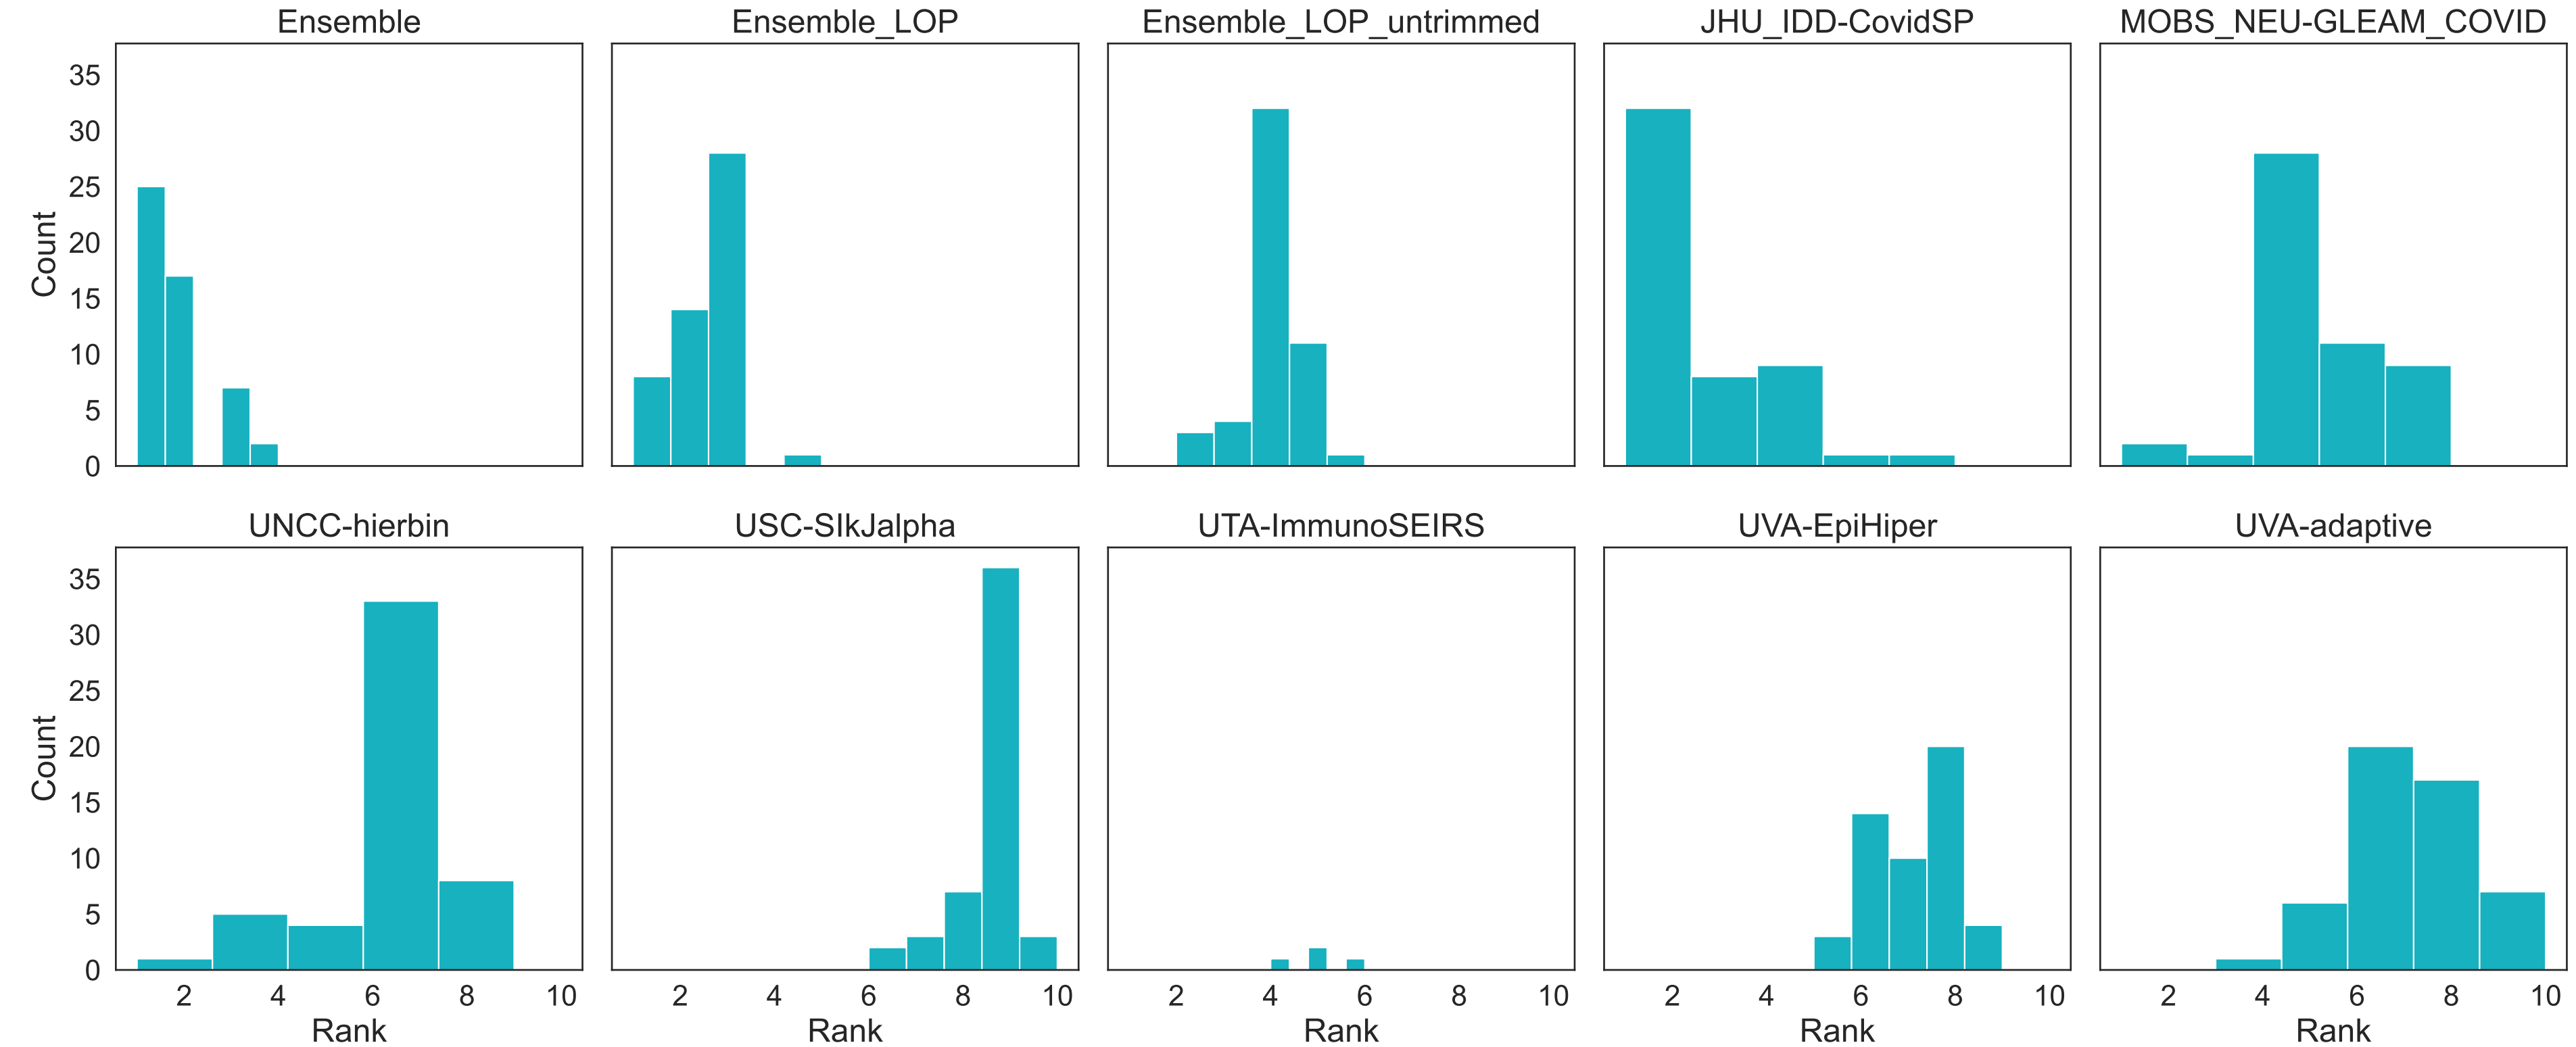 Ensemble
Ensemble_LOP
Ensemble_LOP_untrimmed
JHU_IDD-CovidSP
MOBS_NEU-GLEAM_COVID
35
30
25
20
15
10
5
0
Count
UNCC-hierbin
USC-SIkJalpha
UTA-ImmunoSEIRS
UVA-EpiHiper
UVA-adaptive
35
30
25
20
15
10
5
0
Count
2 4 6 8 10
2 4 6 8 10
2 4 6 8 10
2 4 6 8 10
2 4 6 8 10
Rank
Rank
Rank
Rank
Rank